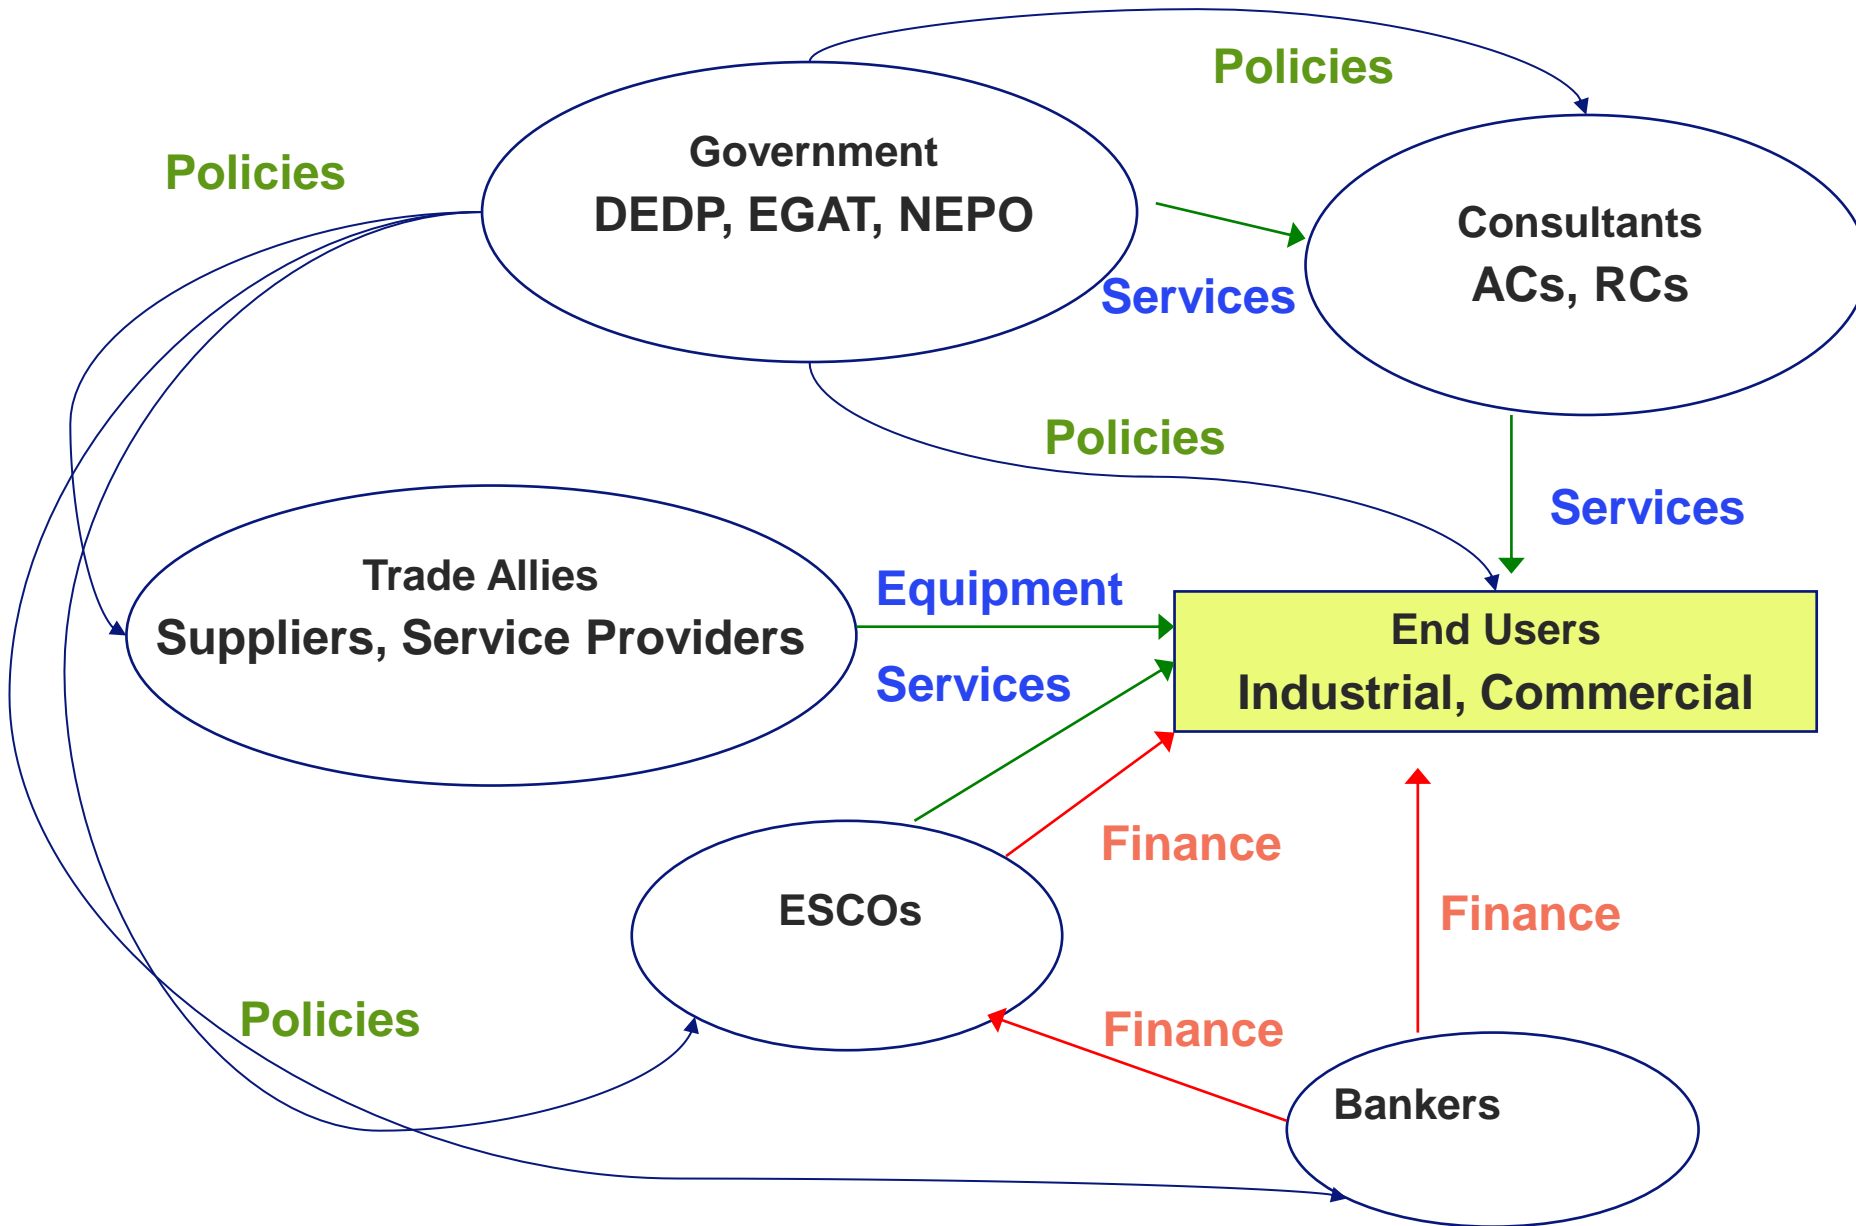 Policies
Government
Policies
DEDP, EGAT, NEPO
Consultants
ACs, RCs
Services
Policies
Services
Trade Allies
Suppliers, Service Providers
Equipment
Services
End Users
Industrial, Commercial
Finance
ESCOs
Finance
Policies
Finance
Bankers